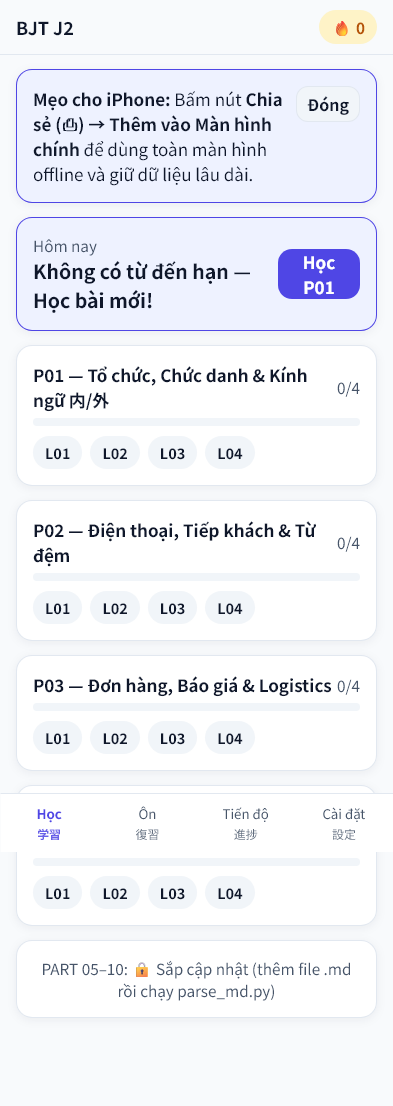 BJT J2
🔥 0
Mẹo cho iPhone: Bấm nút Chia
sẻ (⎙) → Thêm vào Màn hình
chính để dùng toàn màn hình
offline và giữ dữ liệu lâu dài.
Đóng
Hôm nay
Không có từ đến hạn —
Học bài mới!
Học
P01
P01 — Tổ chức, Chức danh & Kính
ngữ 内/外
0/4
L01 L02 L03 L04
P02 — Điện thoại, Tiếp khách & Từ
đệm
0/4
L01 L02 L03 L04
P03 — Đơn hàng, Báo giá & Logistics 0/4
L01 L02 L03 L04
Học Ôn Tiến độ Cài đặt
学習 復習 進捗 設定
L01 L02 L03 L04
PART 05–10: 🔒 Sắp cập nhật (thêm file .md
rồi chạy parse_md.py)